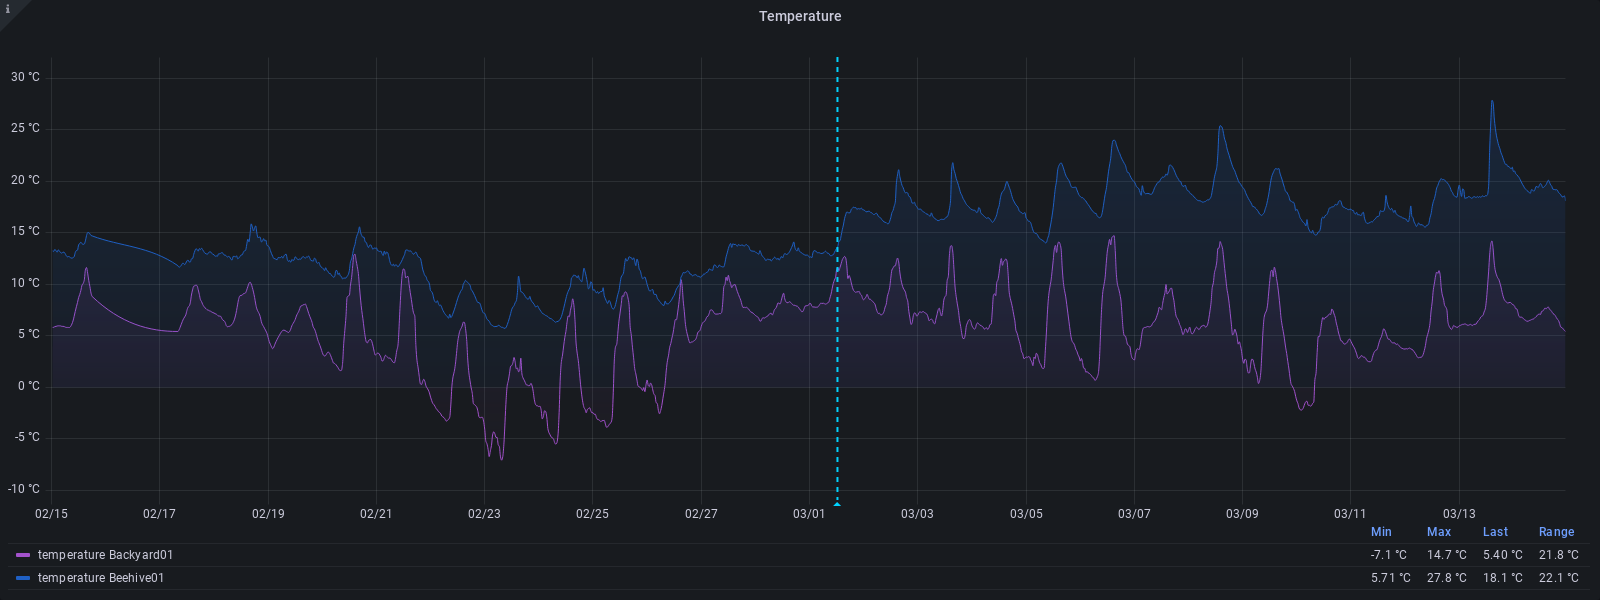 i
Temperature
30 °C
25 °C
20 °C
15 °C
10 °C
5 °C
0 °C
-5 °C
-10 °C
02/15 02/17 02/19 02/21 02/23 02/25 02/27 03/01 03/03 03/05 03/07 03/09 03/11 03/13
Min Max Last Range
temperature Backyard01 -7.1 °C 14.7 °C 5.40 °C 21.8 °C
temperature Beehive01 5.71 °C 27.8 °C 18.1 °C 22.1 °C